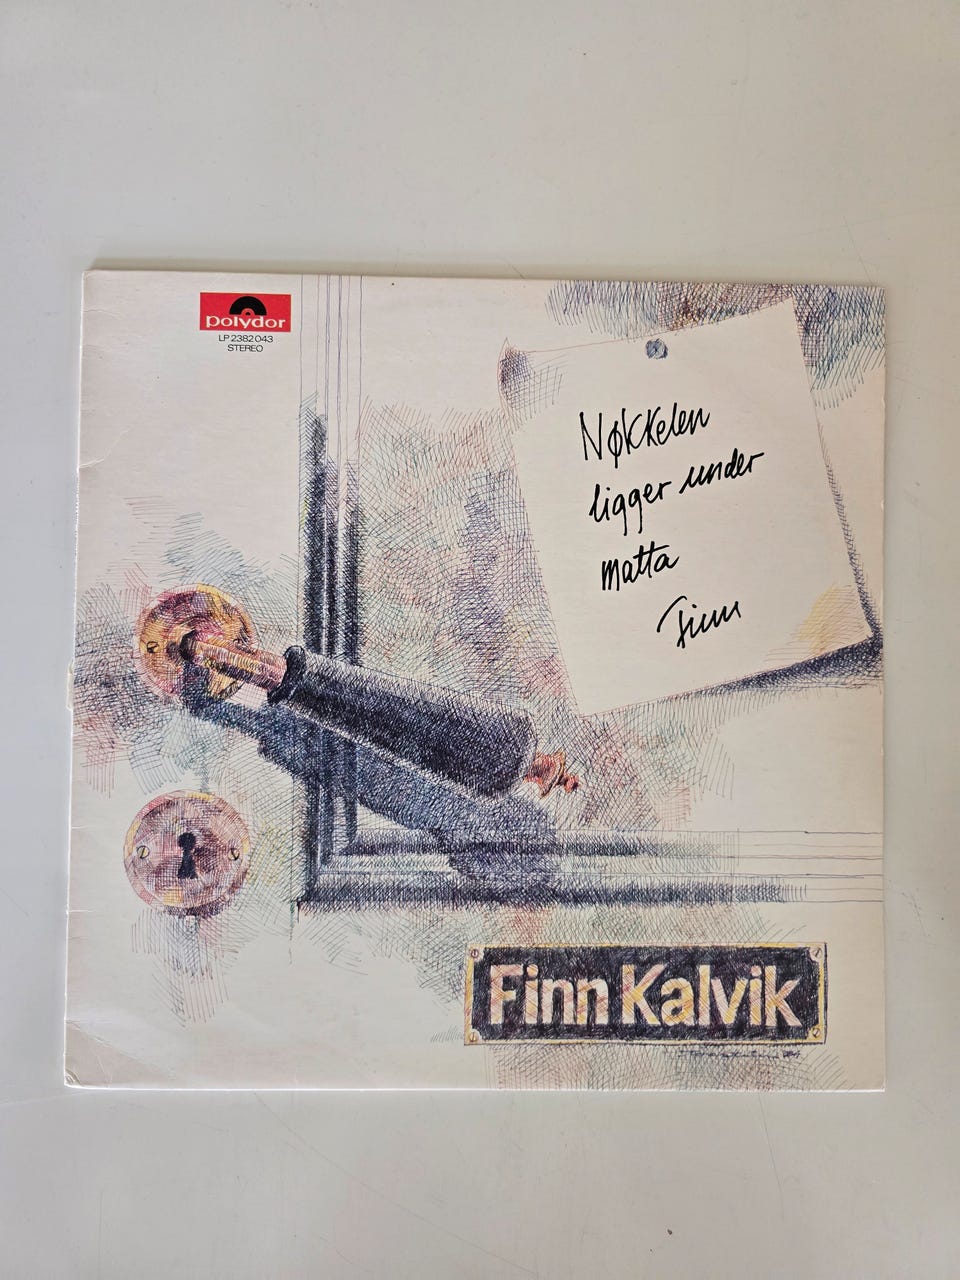 polydor
LP 2382 043
STEREO
Nøkkelen
ligger under
matta
Finn
Finn Kalvik